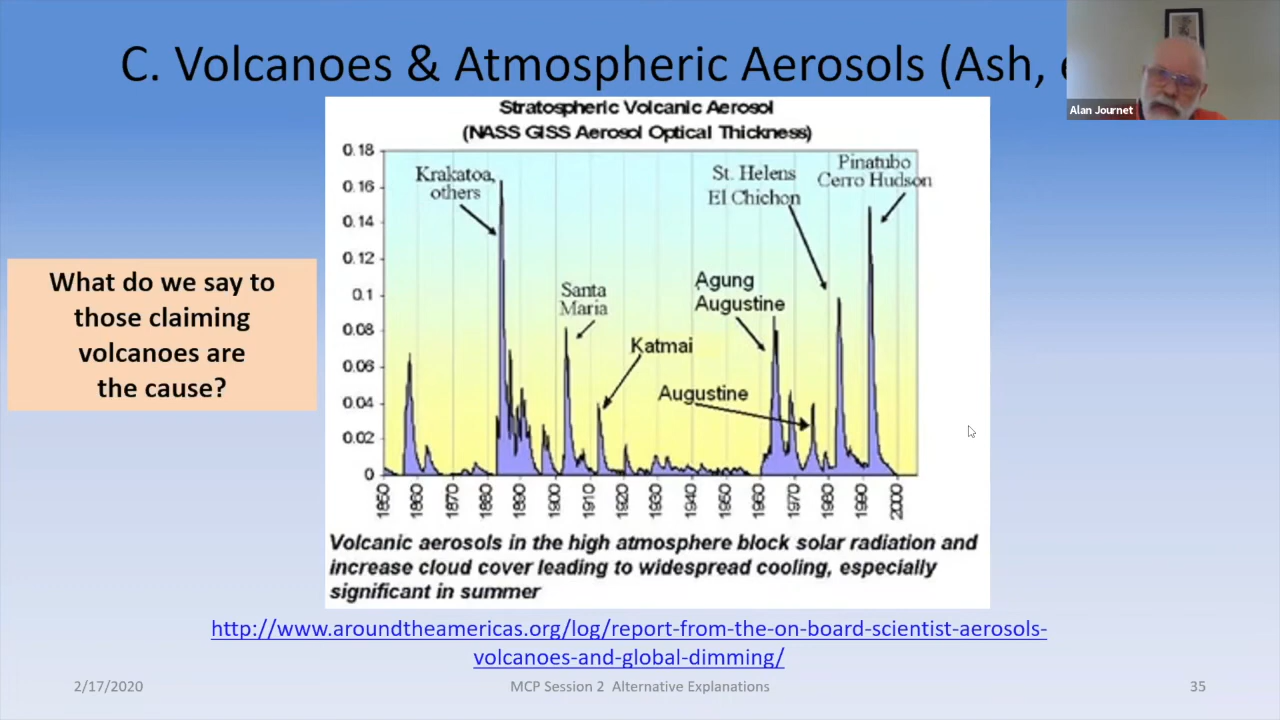 C. Volcanoes & Atmospheric Aerosols (Ash,
Alan Journet
Stratospheric Volcanic Aerosol
(NASS GISS Aerosol Optical Thickness)
0.18
0.16
0.14
0.12
0.1
0.08
0.06
0.04
0.02
0
Krakatoa,
others
Santa
Maria
Katmai
Agung
Augustine
Augustine
St. Helens
El Chichon
Pinatubo
Cerro Hudson
1850
1860
1870
1880
1890
1900
1910
1920
1930
1940
1950
1960
1970
1980
1990
2000
What do we say to
those claiming
volcanoes are
the cause?
Volcanic aerosols in the high atmosphere block solar radiation and
increase cloud cover leading to widespread cooling, especially
significant in summer
http://www.aroundtheamericas.org/log/report-from-the-on-board-scientist-aerosols-
volcanoes-and-global-dimming/
2/17/2020
MCP Session 2 Alternative Explanations
35